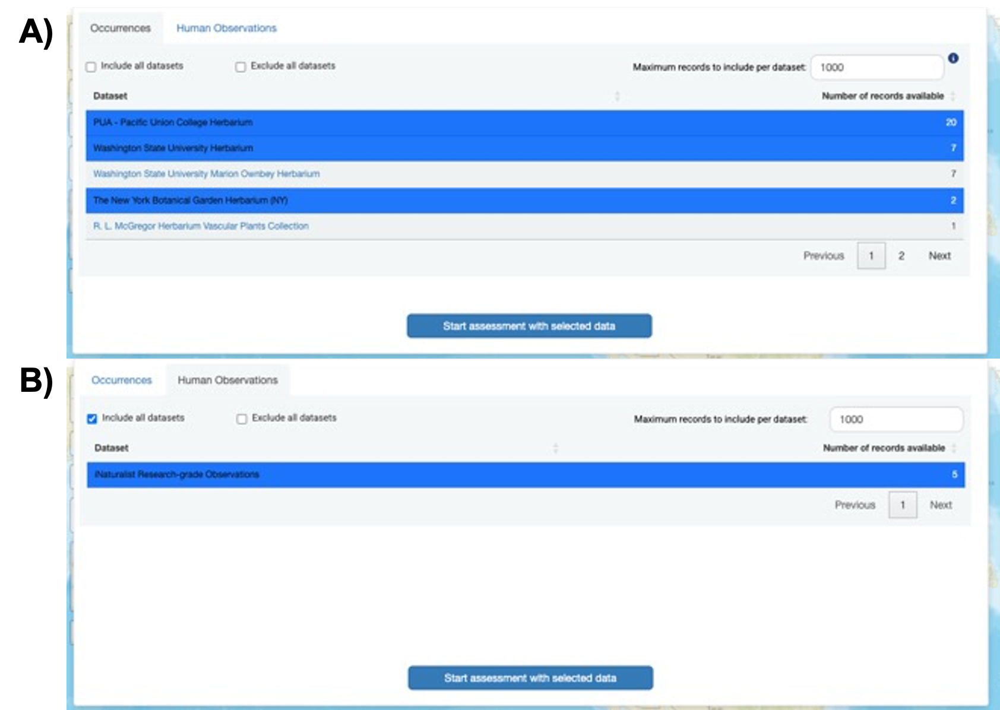 A)
Occurrences Human Observations
Include all datasets Exclude all datasets Maximum records to include per dataset: 1000
Dataset Number of records available
PUA - Pacific Union College Herbarium 20
Washington State University Herbarium 7
Washington State University Marion Ownbey Herbarium 7
The New York Botanical Garden Herbarium (NY) 2
R. L. McGregor Herbarium Vascular Plants Collection 1
Previous 1 2 Next
Start assessment with selected data
B)
Occurrences Human Observations
Include all datasets Exclude all datasets Maximum records to include per dataset: 1000
Dataset Number of records available
iNaturalist Research-grade Observations 5
Previous 1 Next
Start assessment with selected data